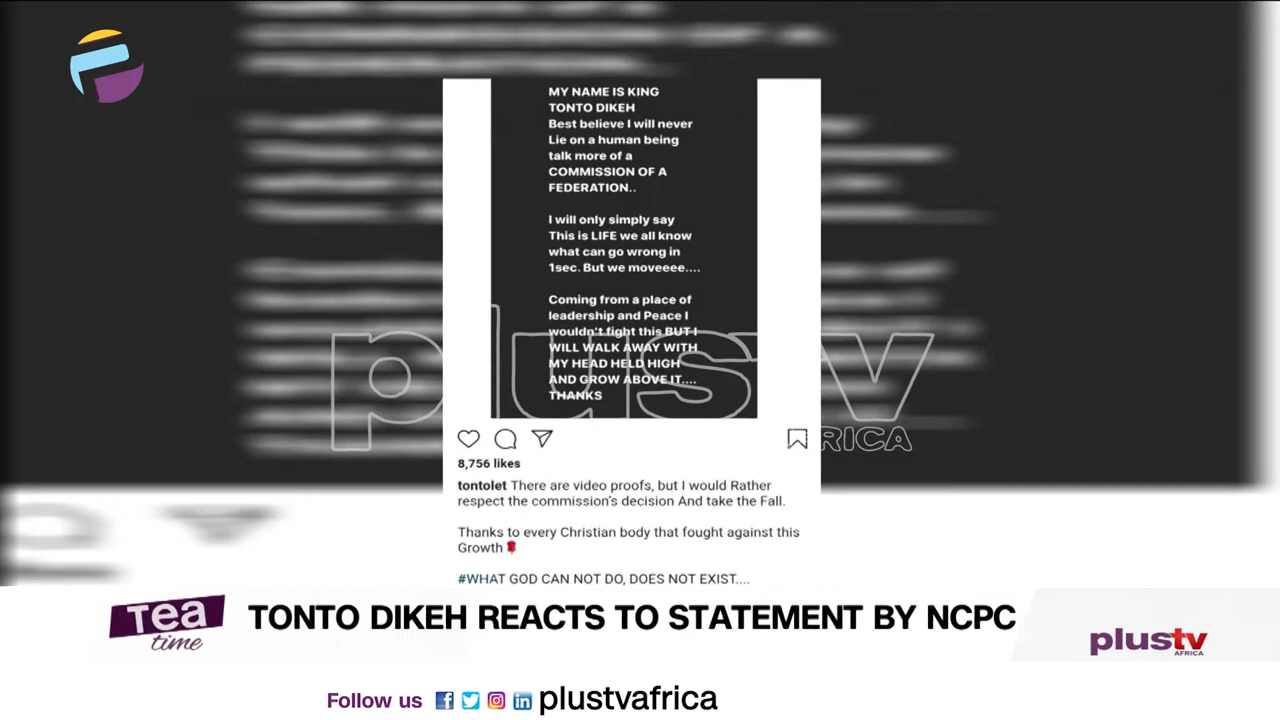 MY NAME IS KING
TONTO DIKEH
Best believe I will never
Lie on a human being
talk more of a
COMMISSION OF A
FEDERATION..
I will only simply say
This is LIFE we all know
what can go wrong in
1sec. But we moveeee....
Coming from a place of
leadership and Peace I
wouldn't fight this BUT I
WILL WALK AWAY WITH
MY HEAD HELD HIGH
AND GROW ABOVE IT....
THANKS
plustv
AFRICA
8,756 likes
tontolet There are video proofs, but I would Rather
respect the commission's decision And take the Fall.
Thanks to every Christian body that fought against this
Growth
#WHAT GOD CAN NOT DO, DOES NOT EXIST....
Tea
time
TONTO DIKEH REACTS TO STATEMENT BY NCPC
plustv
AFRICA
Follow us plustvafrica